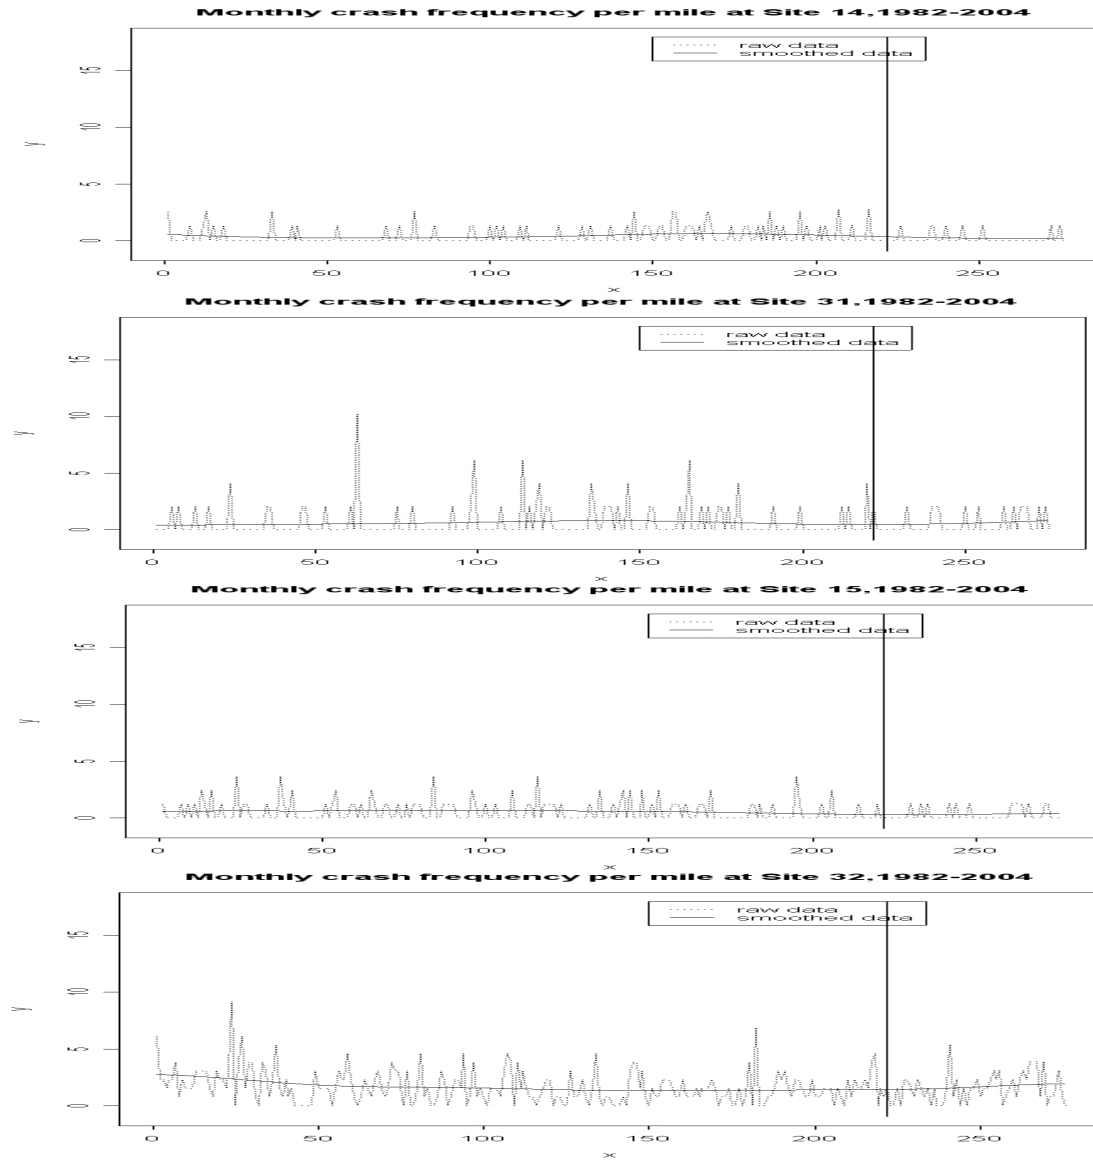 Monthly crash frequency per mile at Site 14,1982-2004
raw data
smoothed data
y
0 5 10 15
0 50 100 150 200 250
x
Monthly crash frequency per mile at Site 31,1982-2004
raw data
smoothed data
y
0 5 10 15
0 50 100 150 200 250
x
Monthly crash frequency per mile at Site 15,1982-2004
raw data
smoothed data
y
0 5 10 15
0 50 100 150 200 250
x
Monthly crash frequency per mile at Site 32,1982-2004
raw data
smoothed data
y
0 5 10 15
0 50 100 150 200 250
x